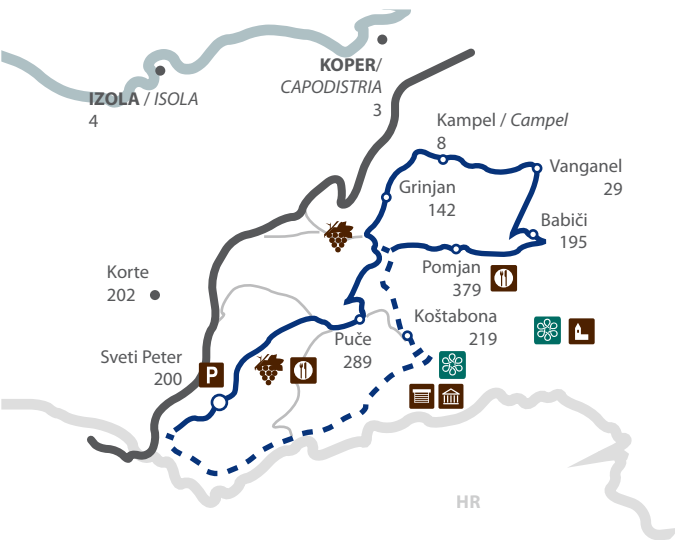 KOPER/
CAPODISTRIA
3
IZOLA / ISOLA
4
Kampel / Campel
8
Vanganel
29
Grinjan
142
Babiči
195
Pomjan
379
Korte
202
Koštabona
219
Puče
289
Sveti Peter
200
P
HR